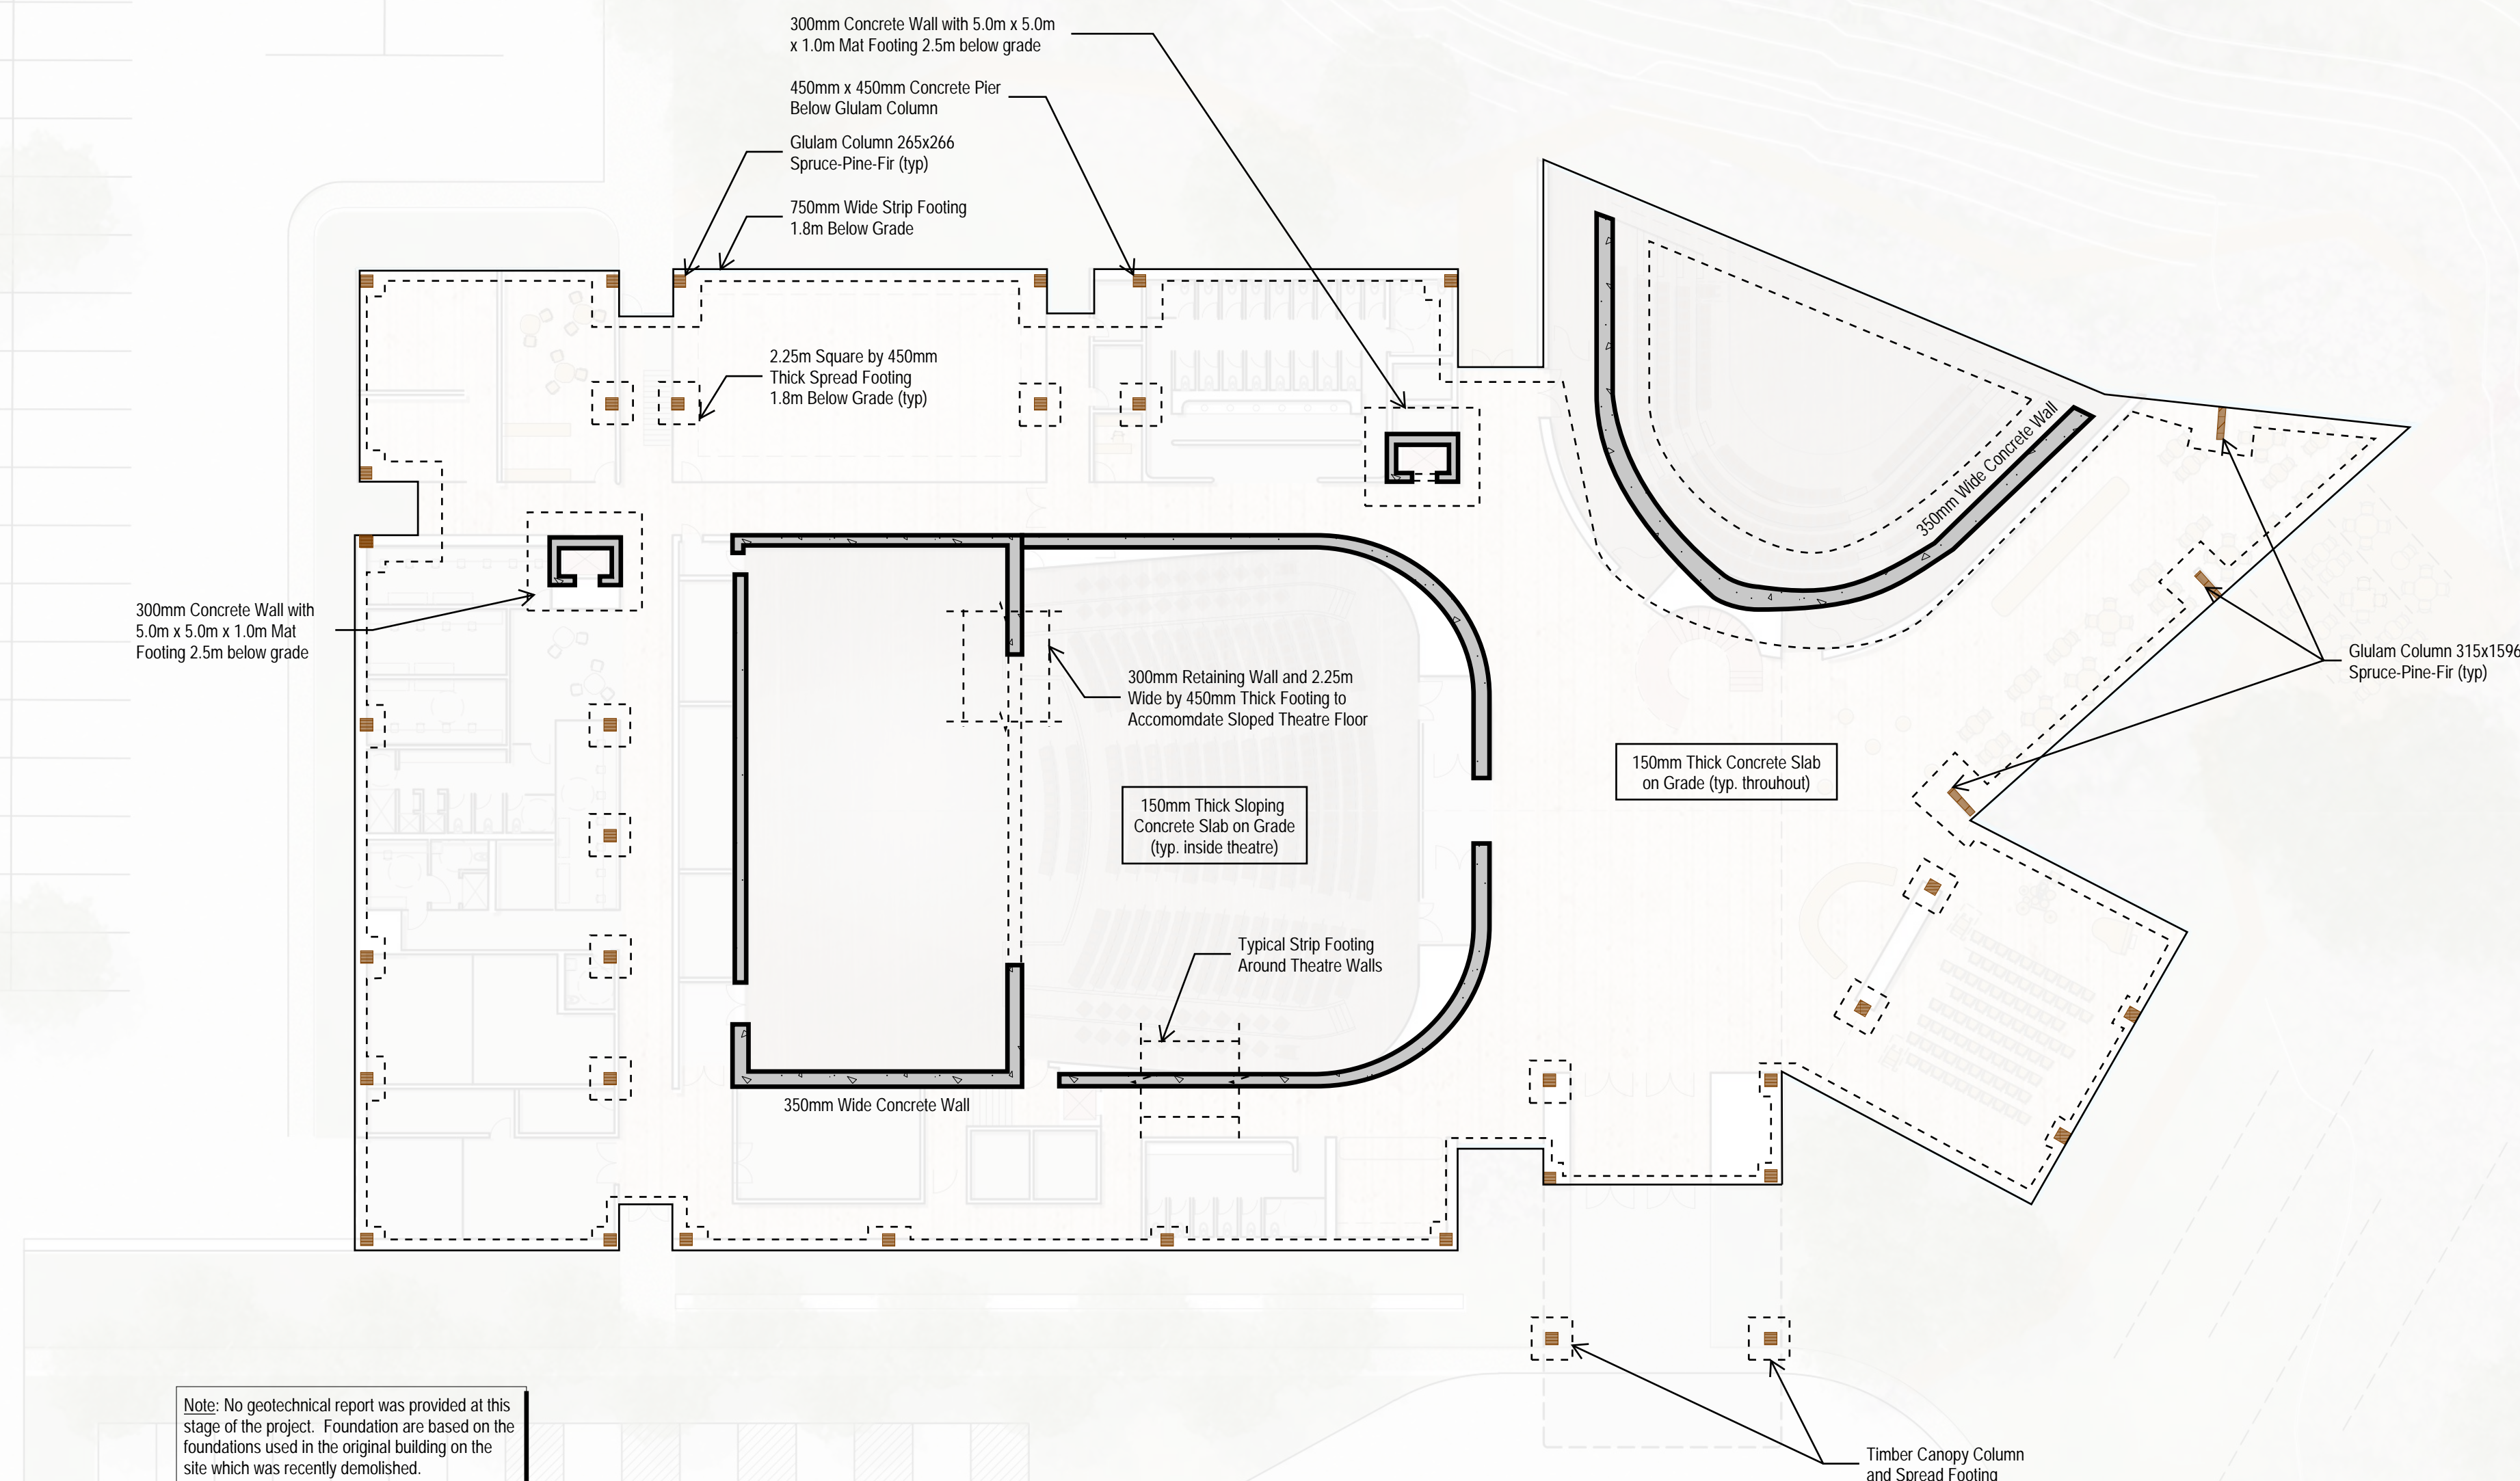 300mm Concrete Wall with 5.0m x 5.0m
x 1.0m Mat Footing 2.5m below grade
450mm x 450mm Concrete Pier
Below Glulam Column
Glulam Column 265x266
Spruce-Pine-Fir (typ)
750mm Wide Strip Footing
1.8m Below Grade
2.25m Square by 450mm
Thick Spread Footing
1.8m Below Grade (typ)
350mm Wide Concrete Wall
300mm Concrete Wall with
5.0m x 5.0m x 1.0m Mat
Footing 2.5m below grade
300mm Retaining Wall and 2.25m
Wide by 450mm Thick Footing to
Accomomdate Sloped Theatre Floor
Glulam Column 315x1596
Spruce-Pine-Fir (typ)
150mm Thick Concrete Slab
on Grade (typ. throuhout)
150mm Thick Sloping
Concrete Slab on Grade
(typ. inside theatre)
Typical Strip Footing
Around Theatre Walls
350mm Wide Concrete Wall
Note: No geotechnical report was provided at this
stage of the project.  Foundation are based on the
foundations used in the original building on the
site which was recently demolished.
Timber Canopy Column
and Spread Footing